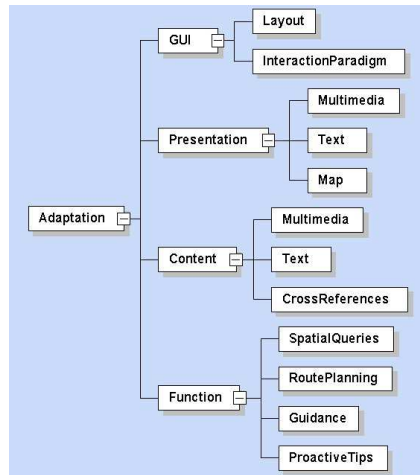 Adaptation
GUI
Layout
InteractionParadigm
Presentation
Multimedia
Text
Map
Content
Multimedia
Text
CrossReferences
Function
SpatialQueries
RoutePlanning
Guidance
ProactiveTips